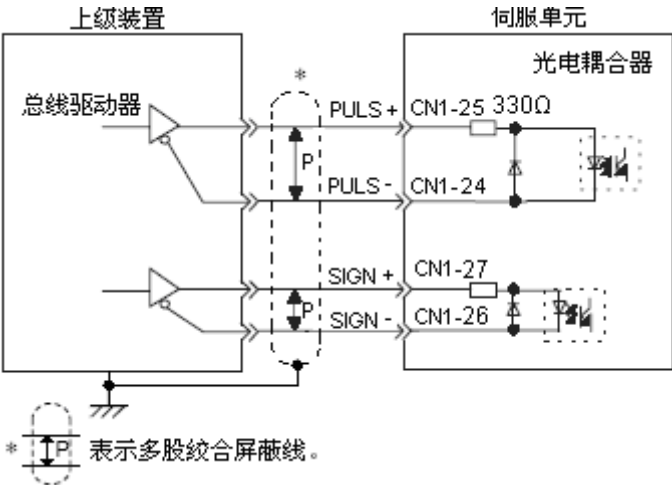 上级装置
伺服单元
光电耦合器
总线驱动器
*
PULS + CN1-25 330Ω
P
PULS - CN1-24
SIGN + CN1-27
P
SIGN - CN1-26
* P 表示多股绞合屏蔽线。